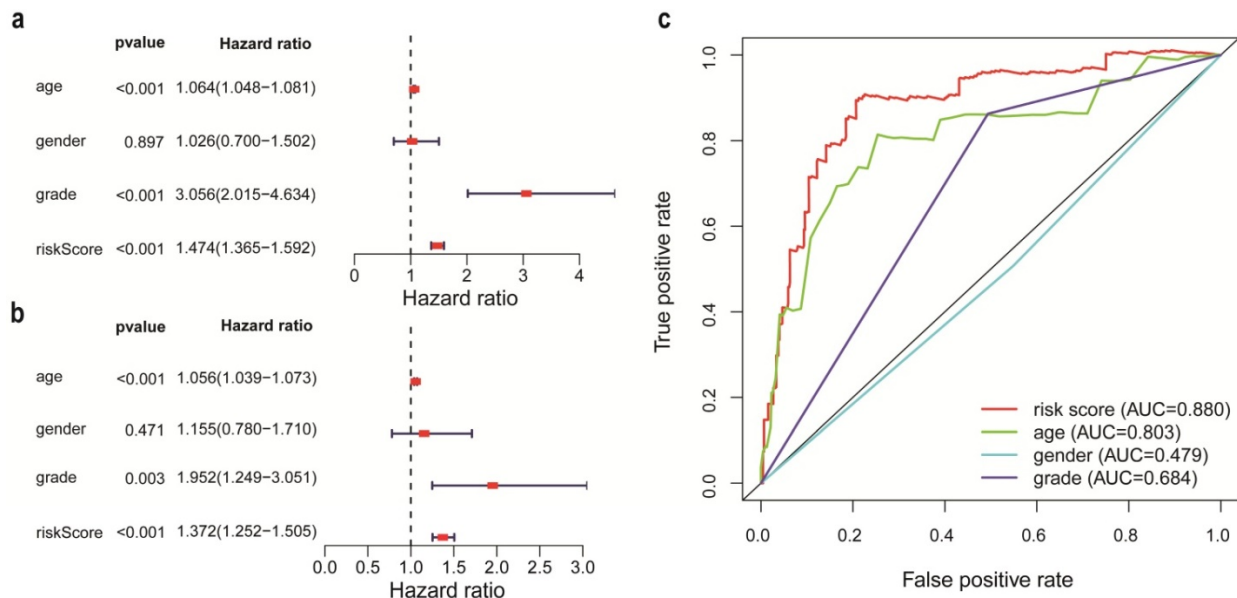 a
pvalue Hazard ratio
age <0.001 1.064(1.048−1.081)
gender 0.897 1.026(0.700−1.502)
grade <0.001 3.056(2.015−4.634)
riskScore <0.001 1.474(1.365−1.592)
0 1 2 3 4
Hazard ratio
b
pvalue Hazard ratio
age <0.001 1.056(1.039−1.073)
gender 0.471 1.155(0.780−1.710)
grade 0.003 1.952(1.249−3.051)
riskScore <0.001 1.372(1.252−1.505)
0.0 0.5 1.0 1.5 2.0 2.5 3.0
Hazard ratio
c
True positive rate
1.0
0.8
0.6
0.4
0.2
0.0
risk score (AUC=0.880)
age (AUC=0.803)
gender (AUC=0.479)
grade (AUC=0.684)
0.0 0.2 0.4 0.6 0.8 1.0
False positive rate